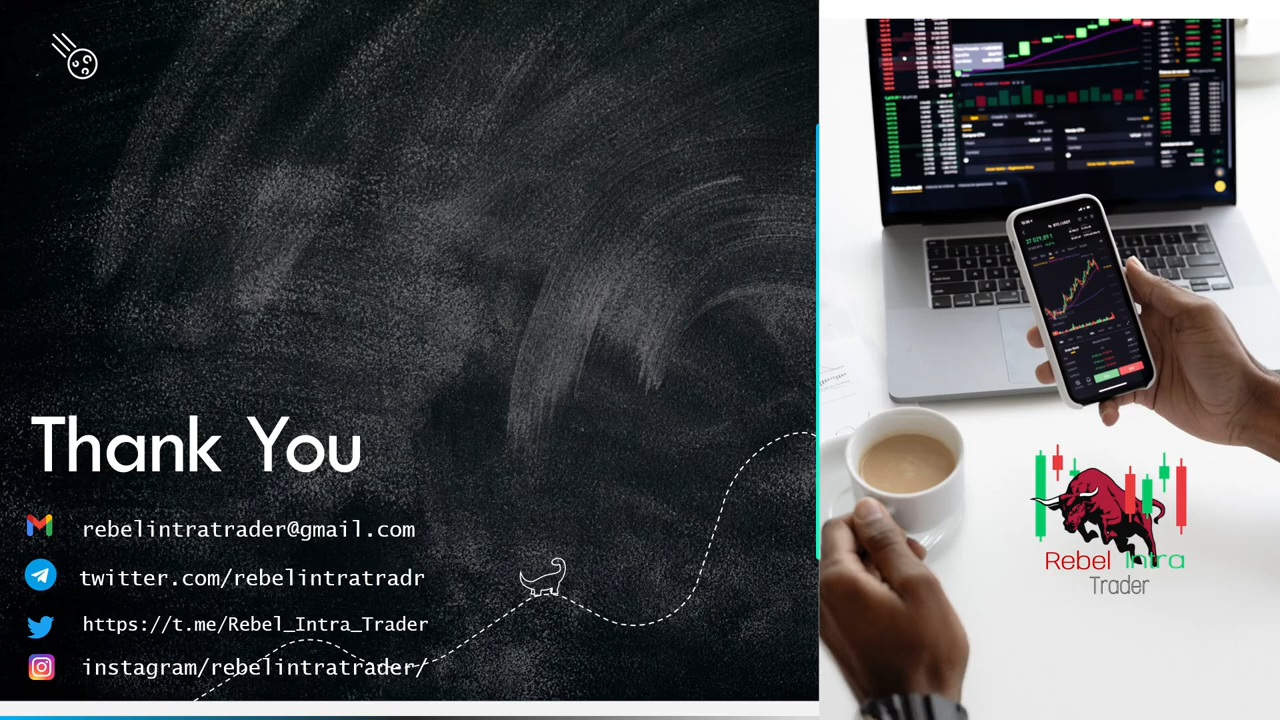 Thank You
rebelintratrader@gmail.com
twitter.com/rebelintratradr
https://t.me/Rebel_Intra_Trader
instagram/rebelintratrader/
Rebel Intra
Trader